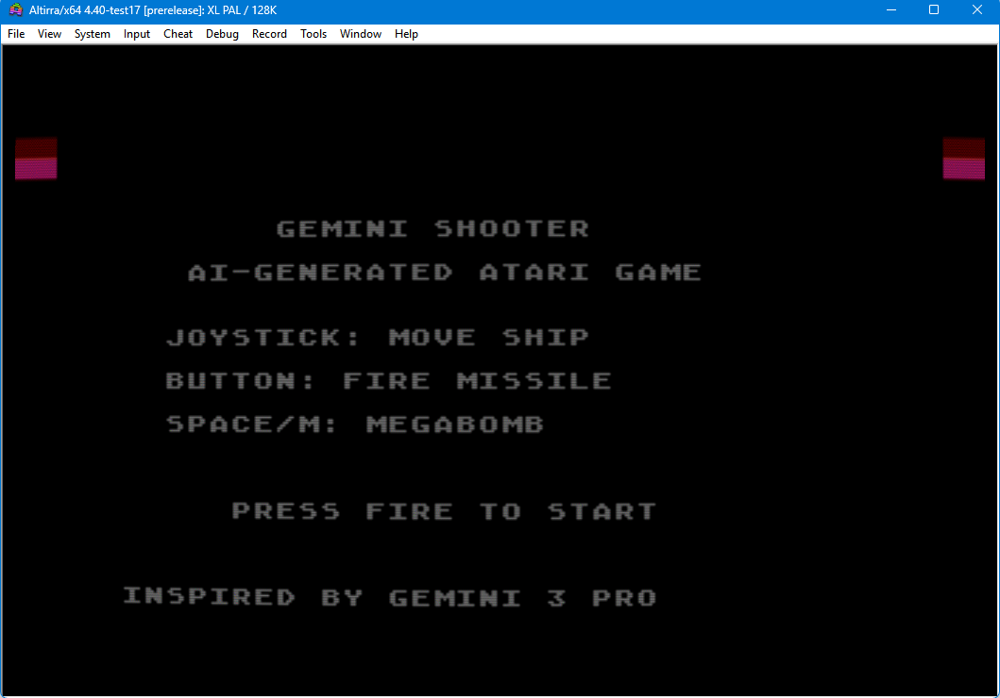 Altirra/x64 4.40-test17 [prerelease]: XL PAL / 128K
File View System Input Cheat Debug Record Tools Window Help
GEMINI SHOOTER
AI-GENERATED ATARI GAME
JOYSTICK: MOVE SHIP
BUTTON: FIRE MISSILE
SPACE/M: MEGABOMB
PRESS FIRE TO START
INSPIRED BY GEMINI 3 PRO